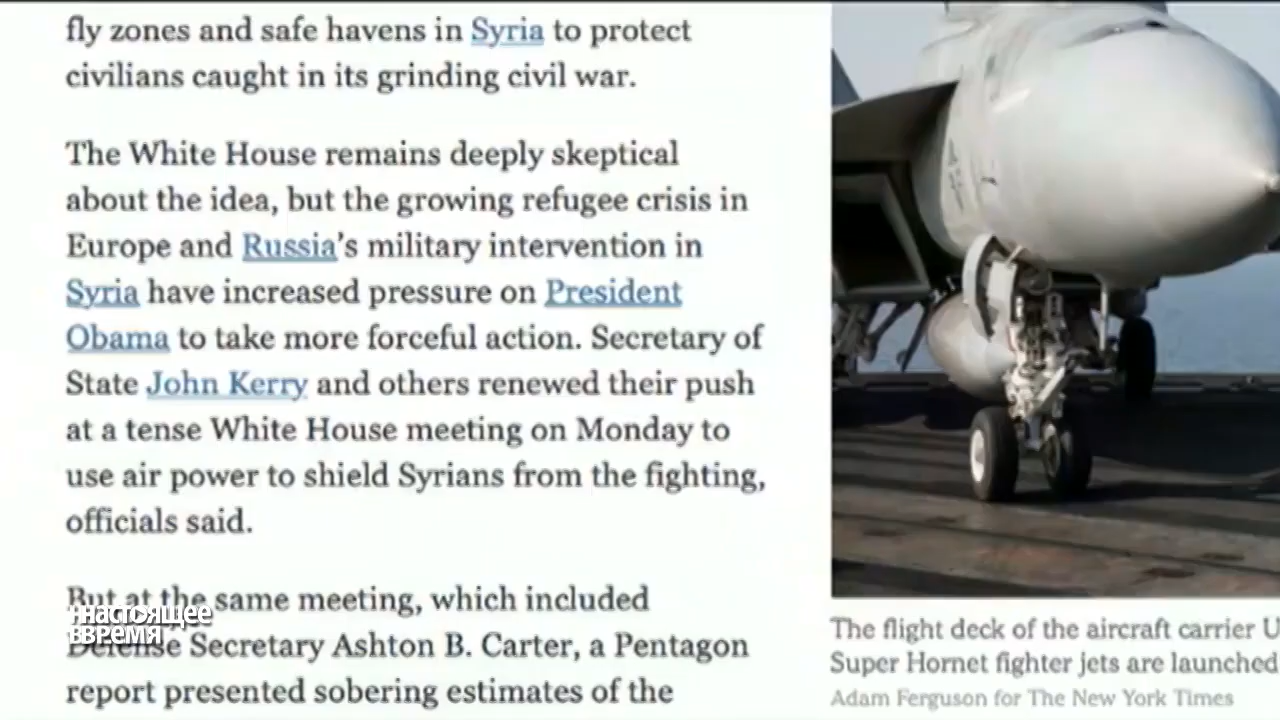 fly zones and safe havens in Syria to protect
civilians caught in its grinding civil war.
The White House remains deeply skeptical
about the idea, but the growing refugee crisis in
Europe and Russia's military intervention in
Syria have increased pressure on President
Obama to take more forceful action. Secretary of
State John Kerry and others renewed their push
at a tense White House meeting on Monday to
use air power to shield Syrians from the fighting,
officials said.
But at the same meeting, which included
Defense Secretary Ashton B. Carter, a Pentagon
report presented sobering estimates of the
НАСТОЯЩЕЕ
ВРЕМЯ
The flight deck of the aircraft carrier U
Super Hornet fighter jets are launched
Adam Ferguson for The New York Times